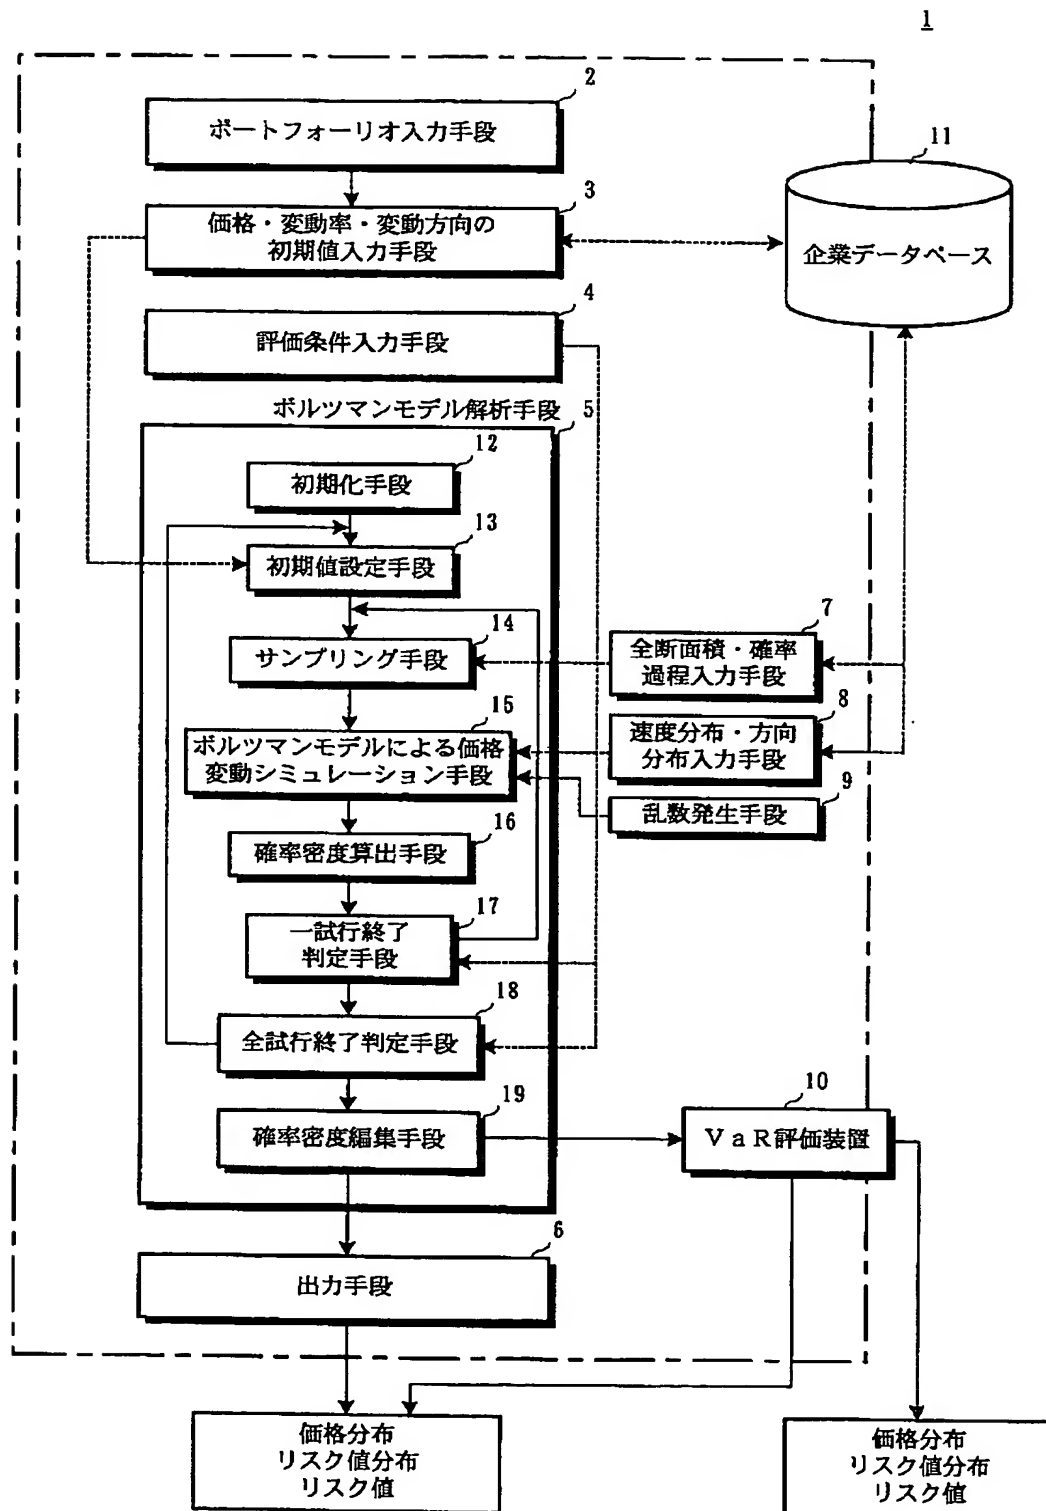 1
2
ポートフォーリオ入力手段
11
3
価格・変動率・変動方向の
初期値入力手段
企業データベース
4
評価条件入力手段
ボルツマンモデル解析手段
5
12
初期化手段
13
初期値設定手段
14
サンプリング手段
7
全断面積・確率
過程入力手段
15
ボルツマンモデルによる価格
変動シミュレーション手段
8
速度分布・方向
分布入力手段
9
乱数発生手段
16
確率密度算出手段
17
一試行終了
判定手段
18
全試行終了判定手段
19
確率密度編集手段
10
VaR評価装置
6
出力手段
価格分布
リスク値分布
リスク値
価格分布
リスク値分布
リスク値